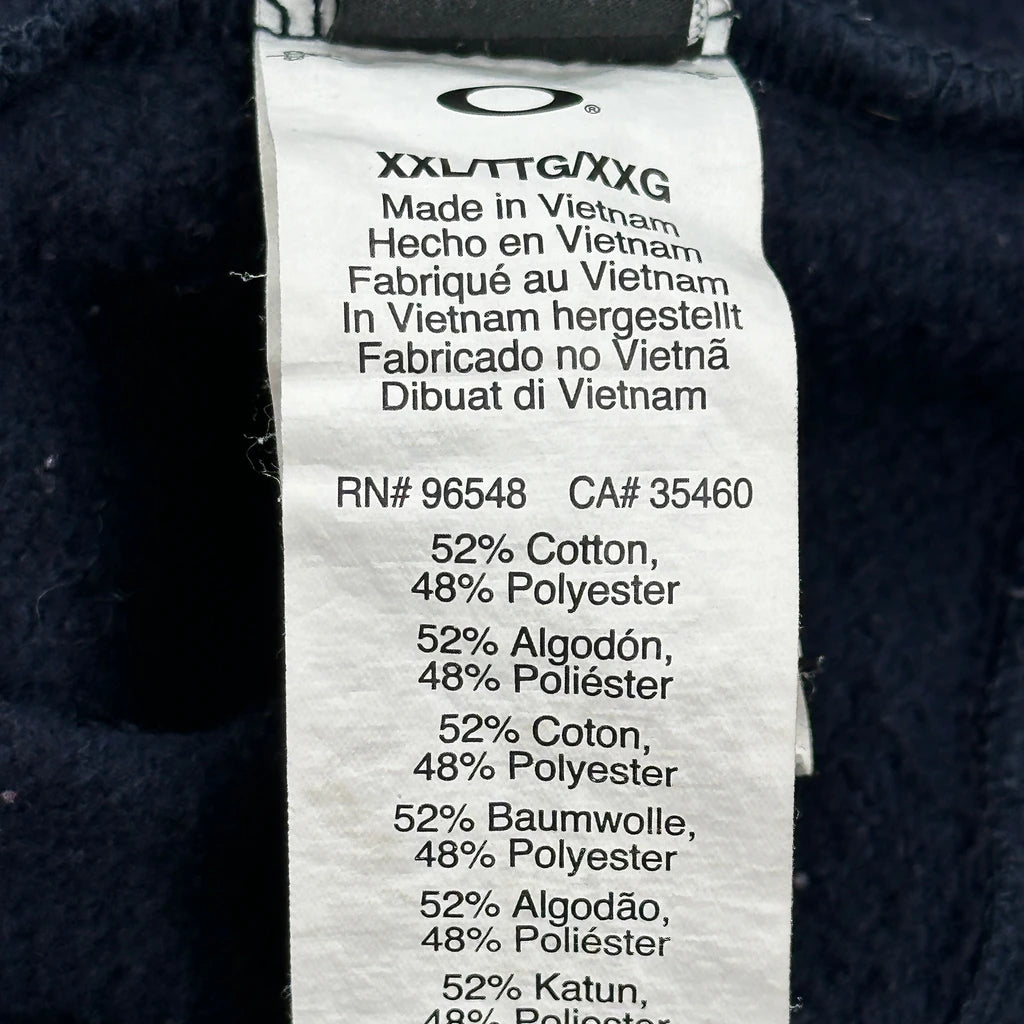 ®
XXL/TTG/XXG
Made in Vietnam
Hecho en Vietnam
Fabriqué au Vietnam
In Vietnam hergestellt
Fabricado no Vietnã
Dibuat di Vietnam
RN# 96548 CA# 35460
52% Cotton,
48% Polyester
52% Algodón,
48% Poliéster
52% Coton,
48% Polyester
52% Baumwolle,
48% Polyester
52% Algodão,
48% Poliéster
52% Katun,
48% Poliester